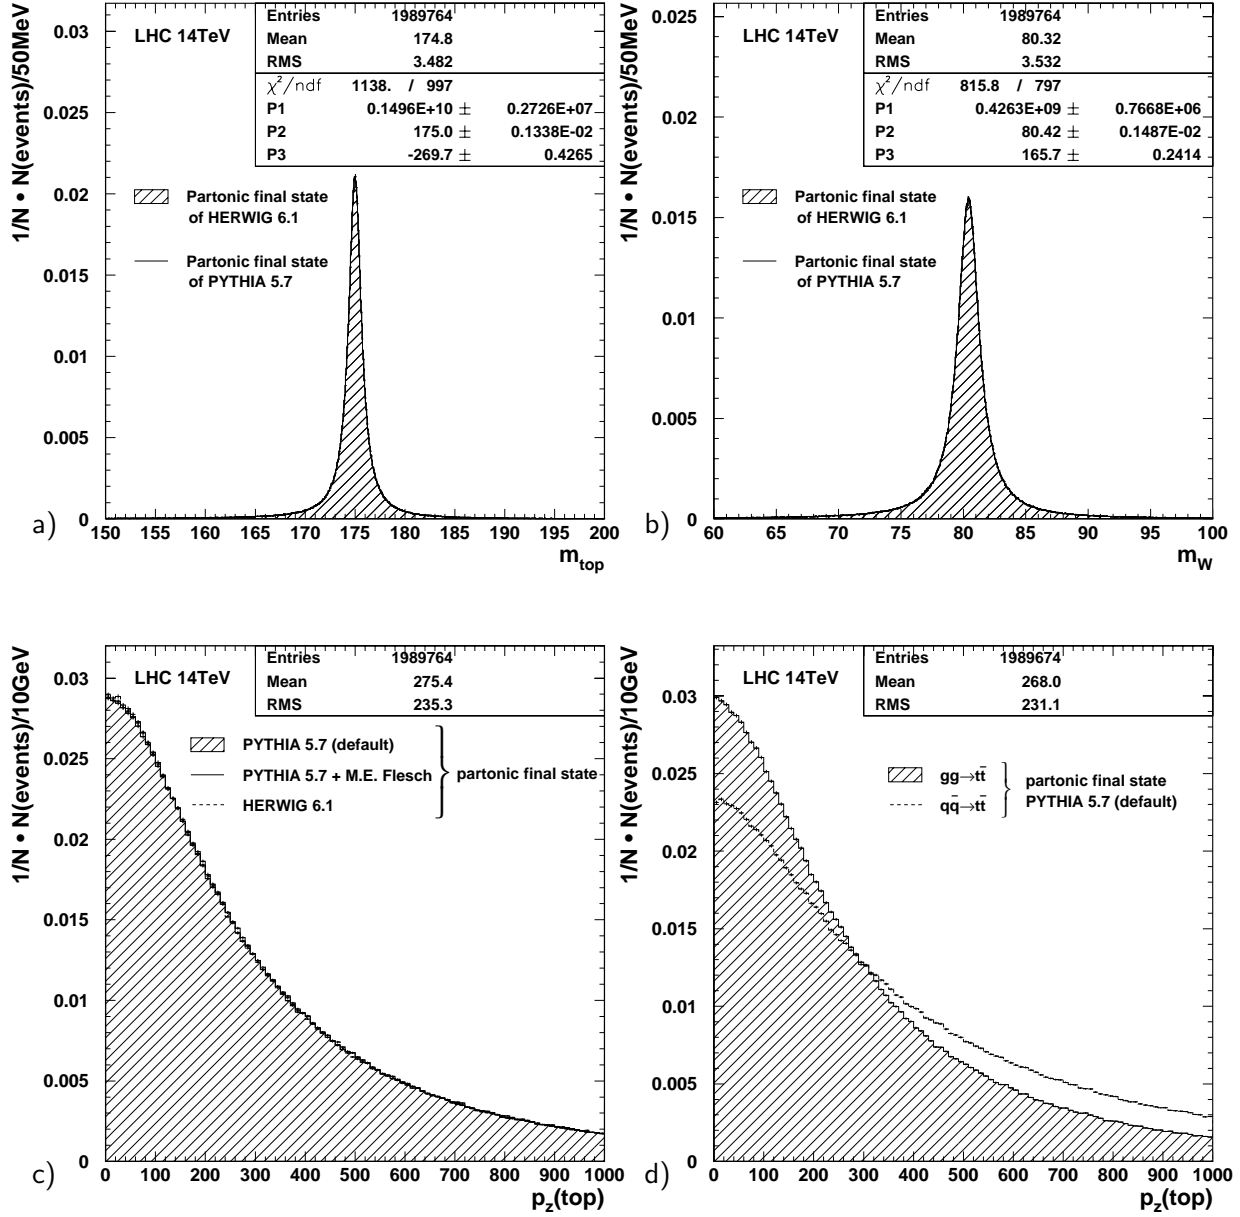 1/N • N(events)/50MeV
LHC 14TeV
Entries 1989764
Mean 174.8
RMS 3.482
χ²/ndf 1138. / 997
P1 0.1496E+10 ± 0.2726E+07
P2 175.0 ± 0.1338E-02
P3 -269.7 ± 0.4265
Partonic final state
of HERWIG 6.1
Partonic final state
of PYTHIA 5.7
0.03
0.025
0.02
0.015
0.01
0.005
0
150 155 160 165 170 175 180 185 190 195 200
a)
m_top
1/N • N(events)/50MeV
LHC 14TeV
Entries 1989764
Mean 80.32
RMS 3.532
χ²/ndf 815.8 / 797
P1 0.4263E+09 ± 0.7668E+06
P2 80.42 ± 0.1487E-02
P3 165.7 ± 0.2414
Partonic final state
of HERWIG 6.1
Partonic final state
of PYTHIA 5.7
0.025
0.02
0.015
0.01
0.005
0
60 65 70 75 80 85 90 95 100
b)
m_W
1/N • N(events)/10GeV
LHC 14TeV
Entries 1989764
Mean 275.4
RMS 235.3
PYTHIA 5.7 (default)
PYTHIA 5.7 + M.E. Flesch
HERWIG 6.1
partonic final state
0.03
0.025
0.02
0.015
0.01
0.005
0
0 100 200 300 400 500 600 700 800 900 1000
c)
p_z(top)
1/N • N(events)/10GeV
LHC 14TeV
Entries 1989674
Mean 268.0
RMS 231.1
gg→tt̄
qq̄→tt̄
partonic final state
PYTHIA 5.7 (default)
0.03
0.025
0.02
0.015
0.01
0.005
0
0 100 200 300 400 500 600 700 800 900 1000
d)
p_z(top)